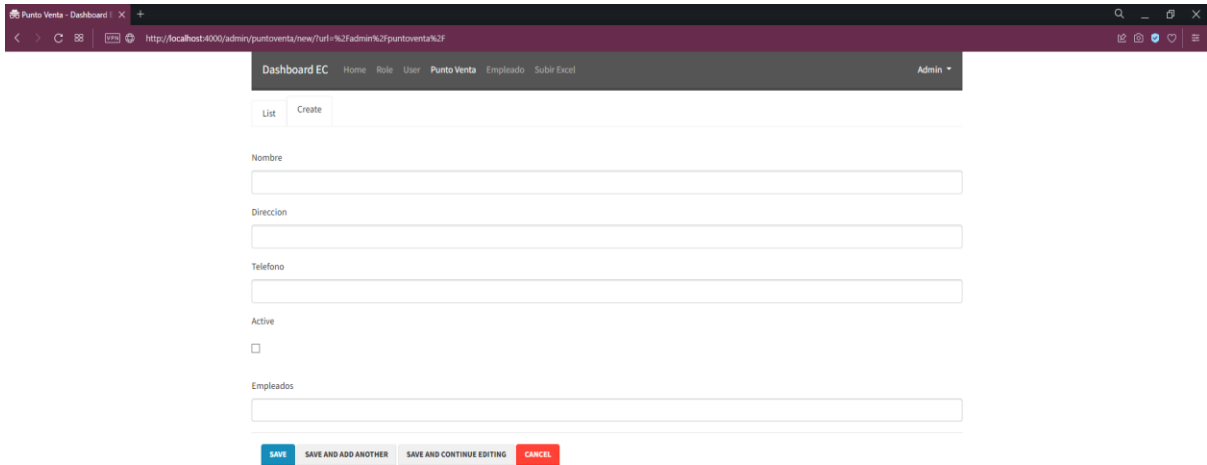 Punto Venta - Dashboard
VPN http://localhost:4000/admin/puntoventa/new/?url=%2Fadmin%2Fpuntoventa%2F
Dashboard EC Home Role User Punto Venta Empleado Subir Excel Admin
List Create
Nombre
Direccion
Telefono
Active
Empleados
SAVE SAVE AND ADD ANOTHER SAVE AND CONTINUE EDITING CANCEL